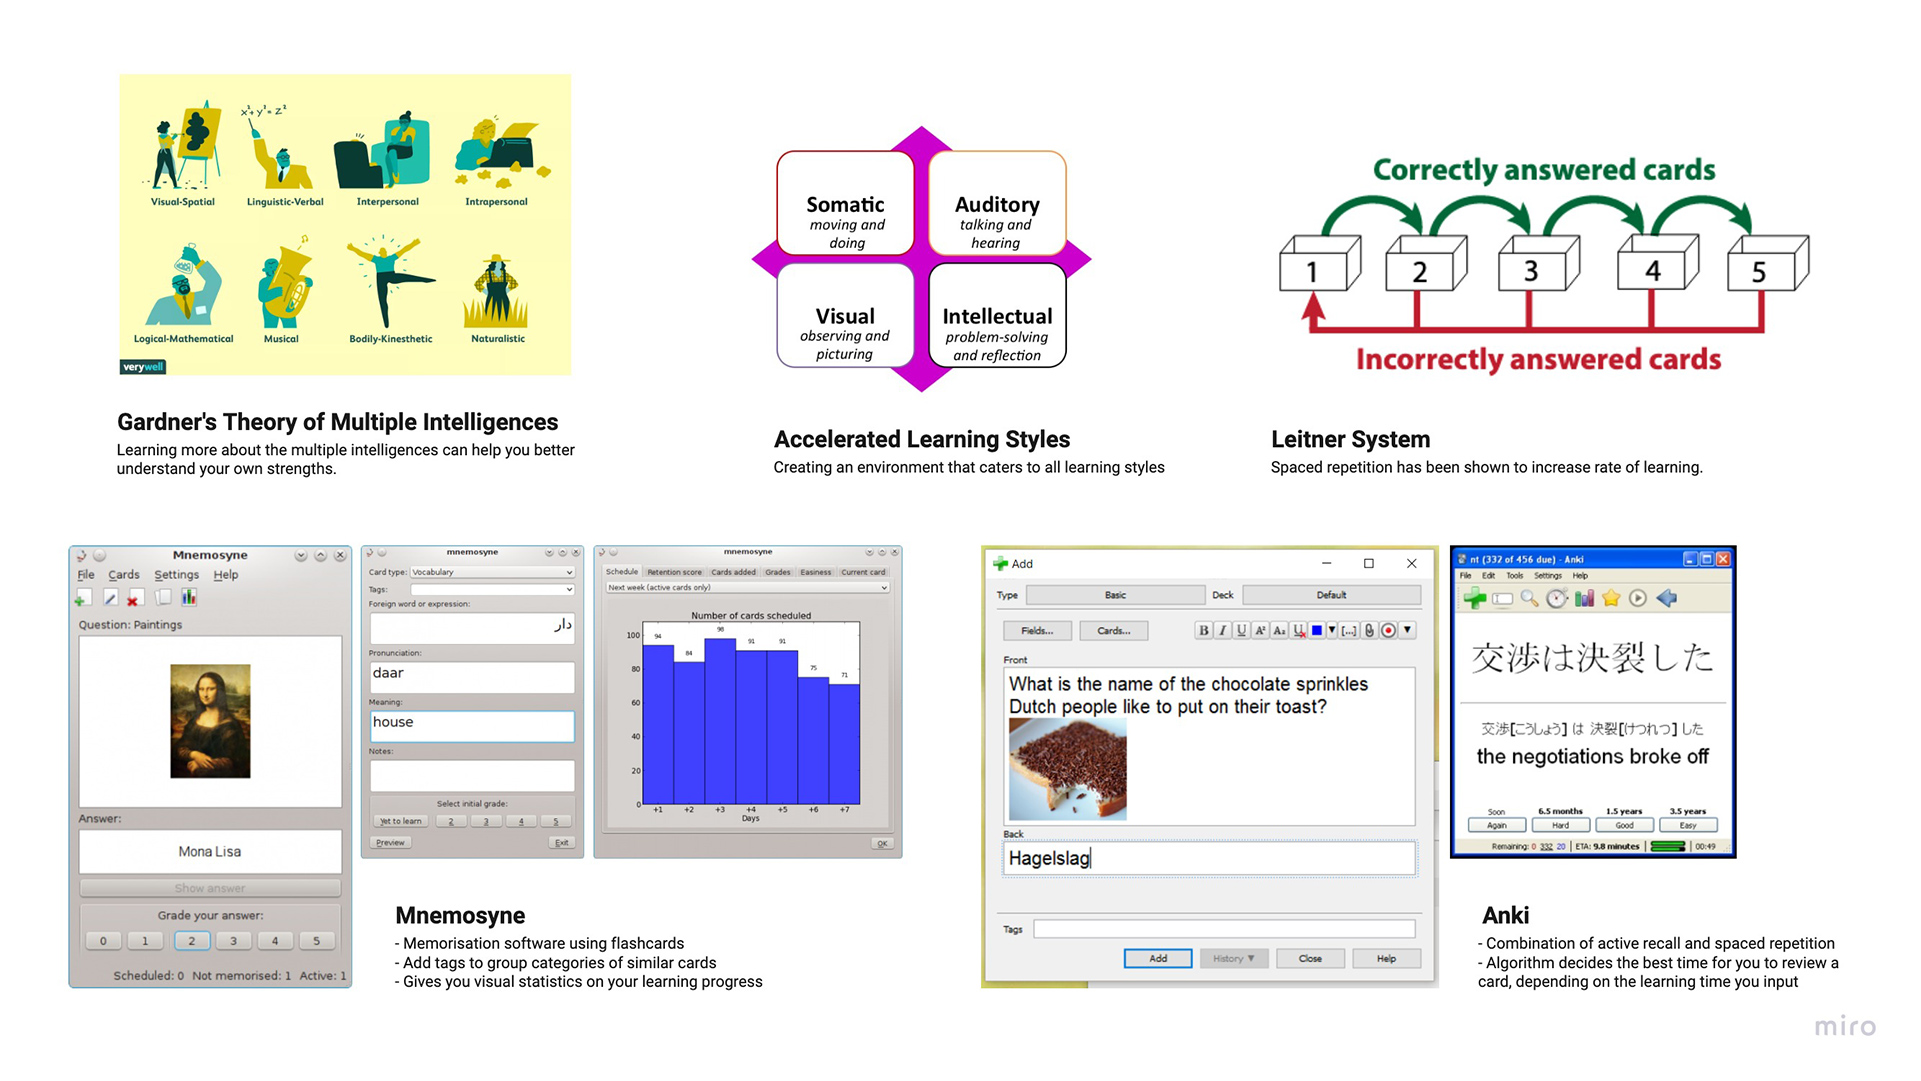 x² + y² = z²
Visual-Spatial
Linguistic-Verbal
Interpersonal
Intrapersonal
Logical-Mathematical
Musical
Bodily-Kinesthetic
Naturalistic
verywell
Gardner's Theory of Multiple Intelligences
Learning more about the multiple intelligences can help you better
understand your own strengths.
Somatic
moving and
doing
Auditory
talking and
hearing
Visual
observing and
picturing
Intellectual
problem-solving
and reflection
Accelerated Learning Styles
Creating an environment that caters to all learning styles
Correctly answered cards
1 2 3 4 5
Incorrectly answered cards
Leitner System
Spaced repetition has been shown to increase rate of learning.
Mnemosyne
File Cards Settings Help
Question: Paintings
Answer:
Mona Lisa
Show answer
Grade your answer:
0 1 2 3 4 5
Scheduled: 0 Not memorised: 1 Active: 1
mnemosyne
Card type: Vocabulary
Tags:
Foreign word or expression:
دار
Pronunciation:
daar
Meaning:
house
Notes:
Select initial grade:
Yet to learn 2 3 4 5
Preview Exit
mnemosyne
Schedule Retention score Cards added Grades Easiness Current card
Next week (active cards only)
Number of cards scheduled
100
80
60
40
20
0
94 84 98 91 91 75 71
+1 +2 +3 +4 +5 +6 +7
Days
OK
Mnemosyne
- Memorisation software using flashcards
- Add tags to group categories of similar cards
- Gives you visual statistics on your learning progress
Add
Type Basic Deck Default
Fields... Cards...
B I U A² A₂ U [...]
Front
What is the name of the chocolate sprinkles
Dutch people like to put on their toast?
Back
Hagelslag
Tags
Add History ▼ Close Help
nt (332 of 456 due) - Anki
File Edit Tools Settings Help
交渉は決裂した
交渉[こうしょう] は 決裂[けつれつ] した
the negotiations broke off
Soon 6.5 months 1.5 years 3.5 years
Again Hard Good Easy
Remaining: 0 332 20 | ETA: 9.8 minutes | 00:49
Anki
- Combination of active recall and spaced repetition
- Algorithm decides the best time for you to review a
card, depending on the learning time you input
miro